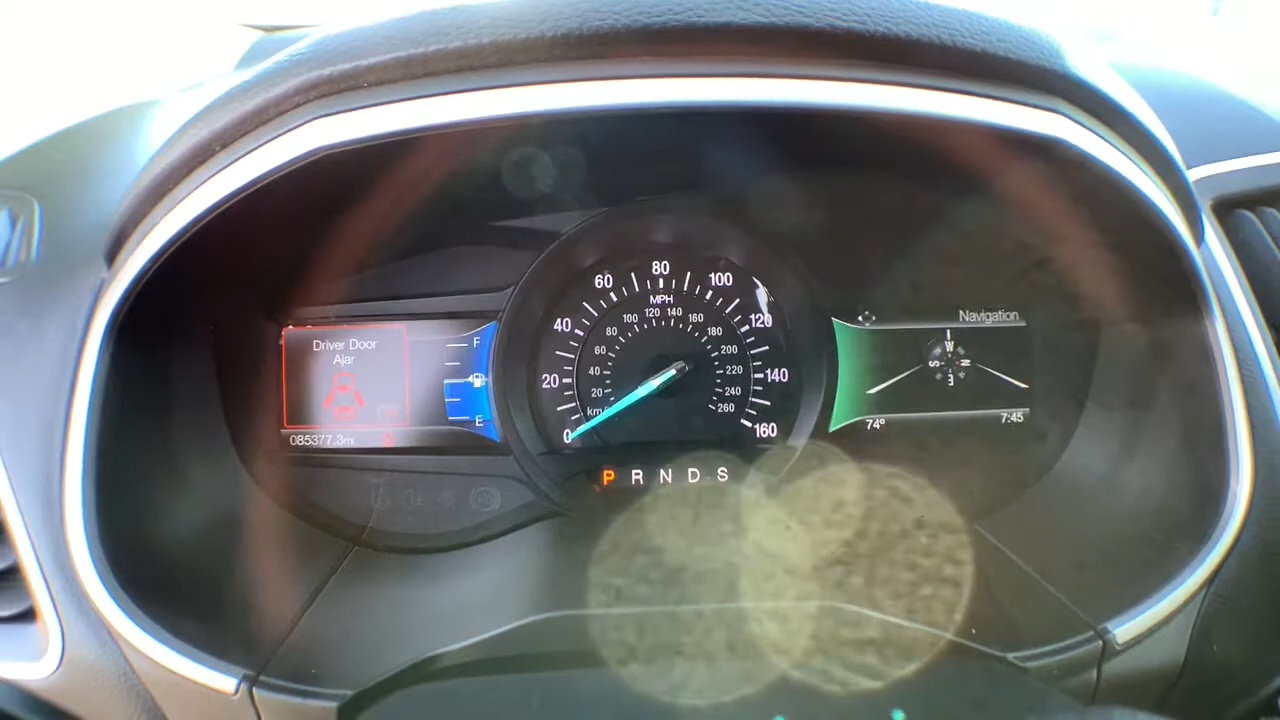 Driver Door
Ajar
F
E
085377.3mi
0
20
40
60
80
100
120
140
160
MPH
km/h
20
40
60
80
100
120
140
160
180
200
220
240
260
P R N D S
Navigation
W
S
N
E
74°
7:45